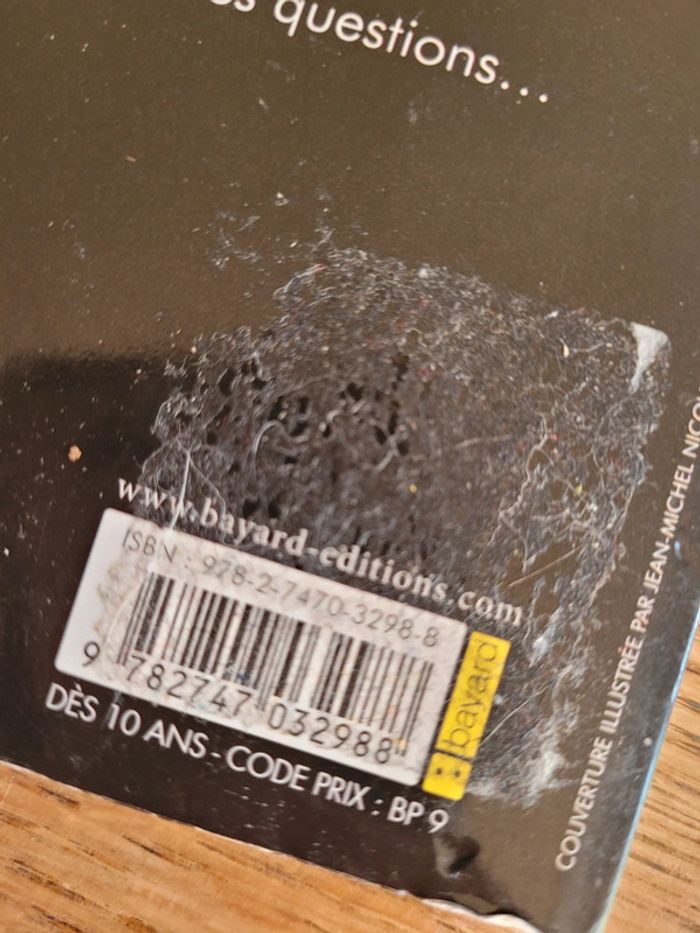 questions...
www.bayard-editions.com
ISBN : 978-2-7470-3298-8
9 782747 032988
bayard
DÈS 10 ANS - CODE PRIX : BP 9
COUVERTURE ILLUSTRÉE PAR JEAN-MICHEL